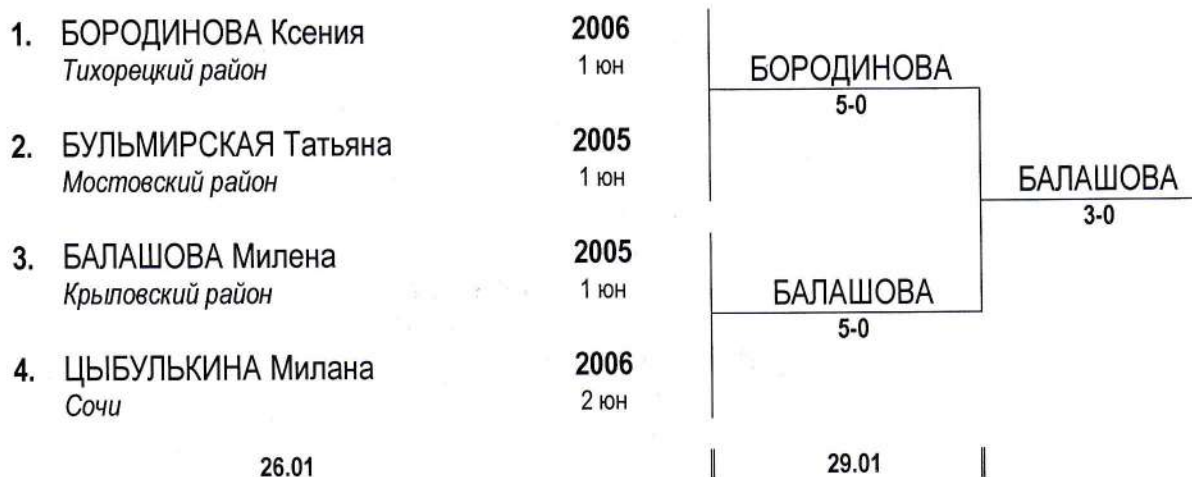 1. БОРОДИНОВА Ксения 2006
Тихорецкий район 1 юн
БОРОДИНОВА
5-0
2. БУЛЬМИРСКАЯ Татьяна 2005
Мостовский район 1 юн
БАЛАШОВА
3-0
3. БАЛАШОВА Милена 2005
Крыловский район 1 юн
БАЛАШОВА
5-0
4. ЦЫБУЛЬКИНА Милана 2006
Сочи 2 юн
26.01 29.01